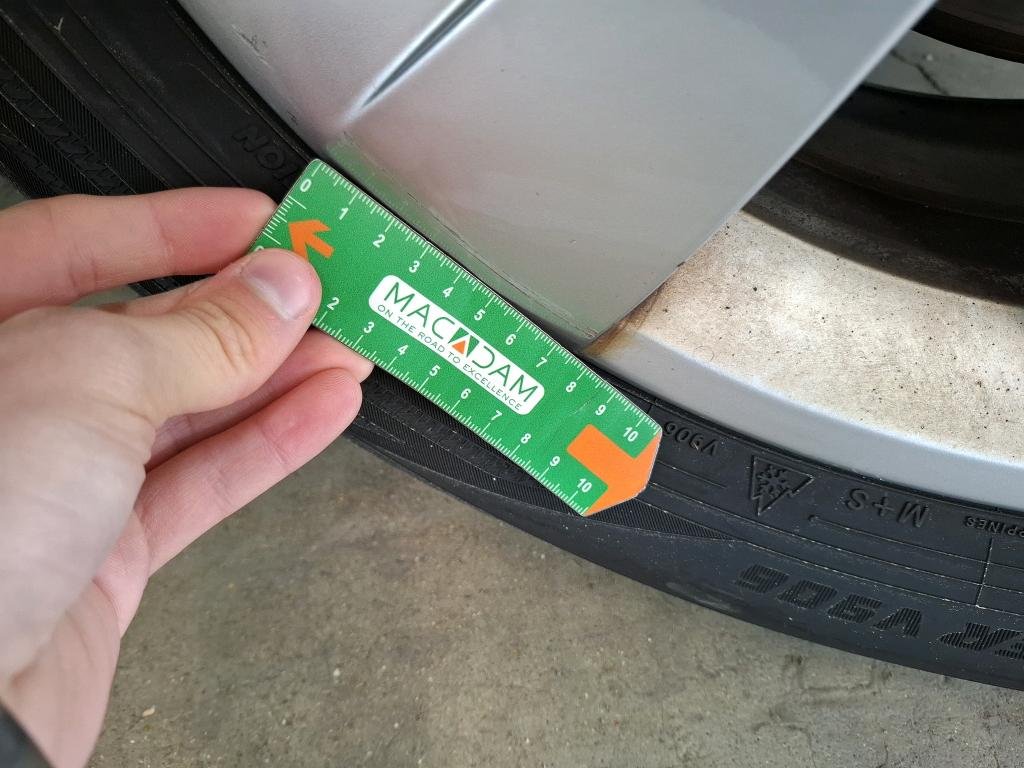 0 1 2 3 4 5 6 7 8 9 10
MACADAM
ON THE ROAD TO EXCELLENCE
2 3 4 5 6 7 8 9 10
V906
M+S
V906